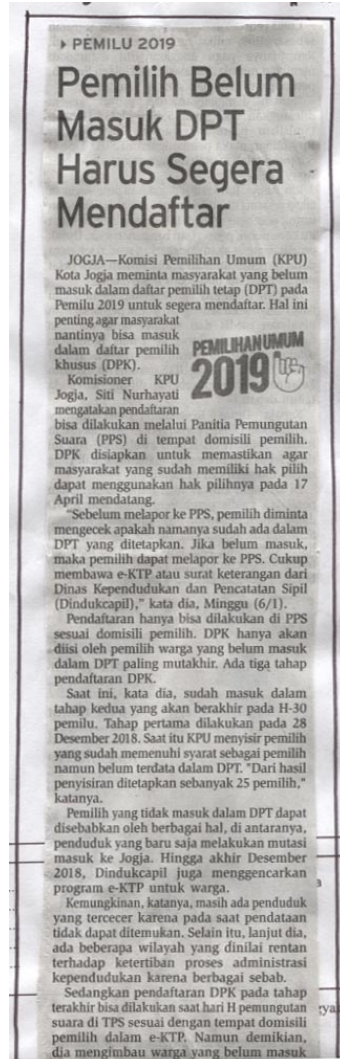 PEMILU 2019
Pemilih Belum
Masuk DPT
Harus Segera
Mendaftar
JOGJA—Komisi Pemilihan Umum (KPU)
Kota Jogja meminta masyarakat yang belum
masuk dalam daftar pemilih tetap (DPT) pada
Pemilu 2019 untuk segera mendaftar. Hal ini
penting agar masyarakat
nantinya bisa masuk
dalam daftar pemilih
khusus (DPK).
PEMILIHAN UMUM
2019
Komisioner KPU
Jogja, Siti Nurhayati
mengatakan pendaftaran
bisa dilakukan melalui Panitia Pemungutan
Suara (PPS) di tempat domisili pemilih.
DPK disiapkan untuk memastikan agar
masyarakat yang sudah memiliki hak pilih
dapat menggunakan hak pilihnya pada 17
April mendatang.
"Sebelum melapor ke PPS, pemilih diminta
mengecek apakah namanya sudah ada dalam
DPT yang ditetapkan. Jika belum masuk,
maka pemilih dapat melapor ke PPS. Cukup
membawa e-KTP atau surat keterangan dari
Dinas Kependudukan dan Pencatatan Sipil
(Dindukcapil)," kata dia, Minggu (6/1).
Pendaftaran hanya bisa dilakukan di PPS
sesuai domisili pemilih. DPK hanya akan
diisi oleh pemilih warga yang belum masuk
dalam DPT paling mutakhir. Ada tiga tahap
pendaftaran DPK.
Saat ini, kata dia, sudah masuk dalam
tahap kedua yang akan berakhir pada H-30
pemilu. Tahap pertama dilakukan pada 28
Desember 2018. Saat itu KPU menyisir pemilih
yang sudah memenuhi syarat sebagai pemilih
namun belum terdata dalam DPT. "Dari hasil
penyisiran ditetapkan sebanyak 25 pemilih,"
katanya.
Pemilih yang tidak masuk dalam DPT dapat
disebabkan oleh berbagai hal, di antaranya,
penduduk yang baru saja melakukan mutasi
masuk ke Jogja. Hingga akhir Desember
2018, Dindukcapil juga menggencarkan
program e-KTP untuk warga.
Kemungkinan, katanya, masih ada penduduk
yang tercecer karena pada saat pendataan
tidak dapat ditemukan. Selain itu, lanjut dia,
ada beberapa wilayah yang dinilai rentan
terhadap ketertiban proses administrasi
kependudukan karena berbagai sebab.
Sedangkan pendaftaran DPK pada tahap
terakhir bisa dilakukan saat hari H pemungutan
suara di TPS sesuai dengan tempat domisili
pemilih dalam e-KTP. Namun demikian,
dia mengimbau warga yang belum masuk